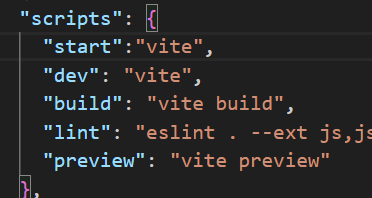 "scripts": {
"start":"vite",
"dev": "vite",
"build": "vite build",
"lint": "eslint . --ext js,js
"preview": "vite preview"
},